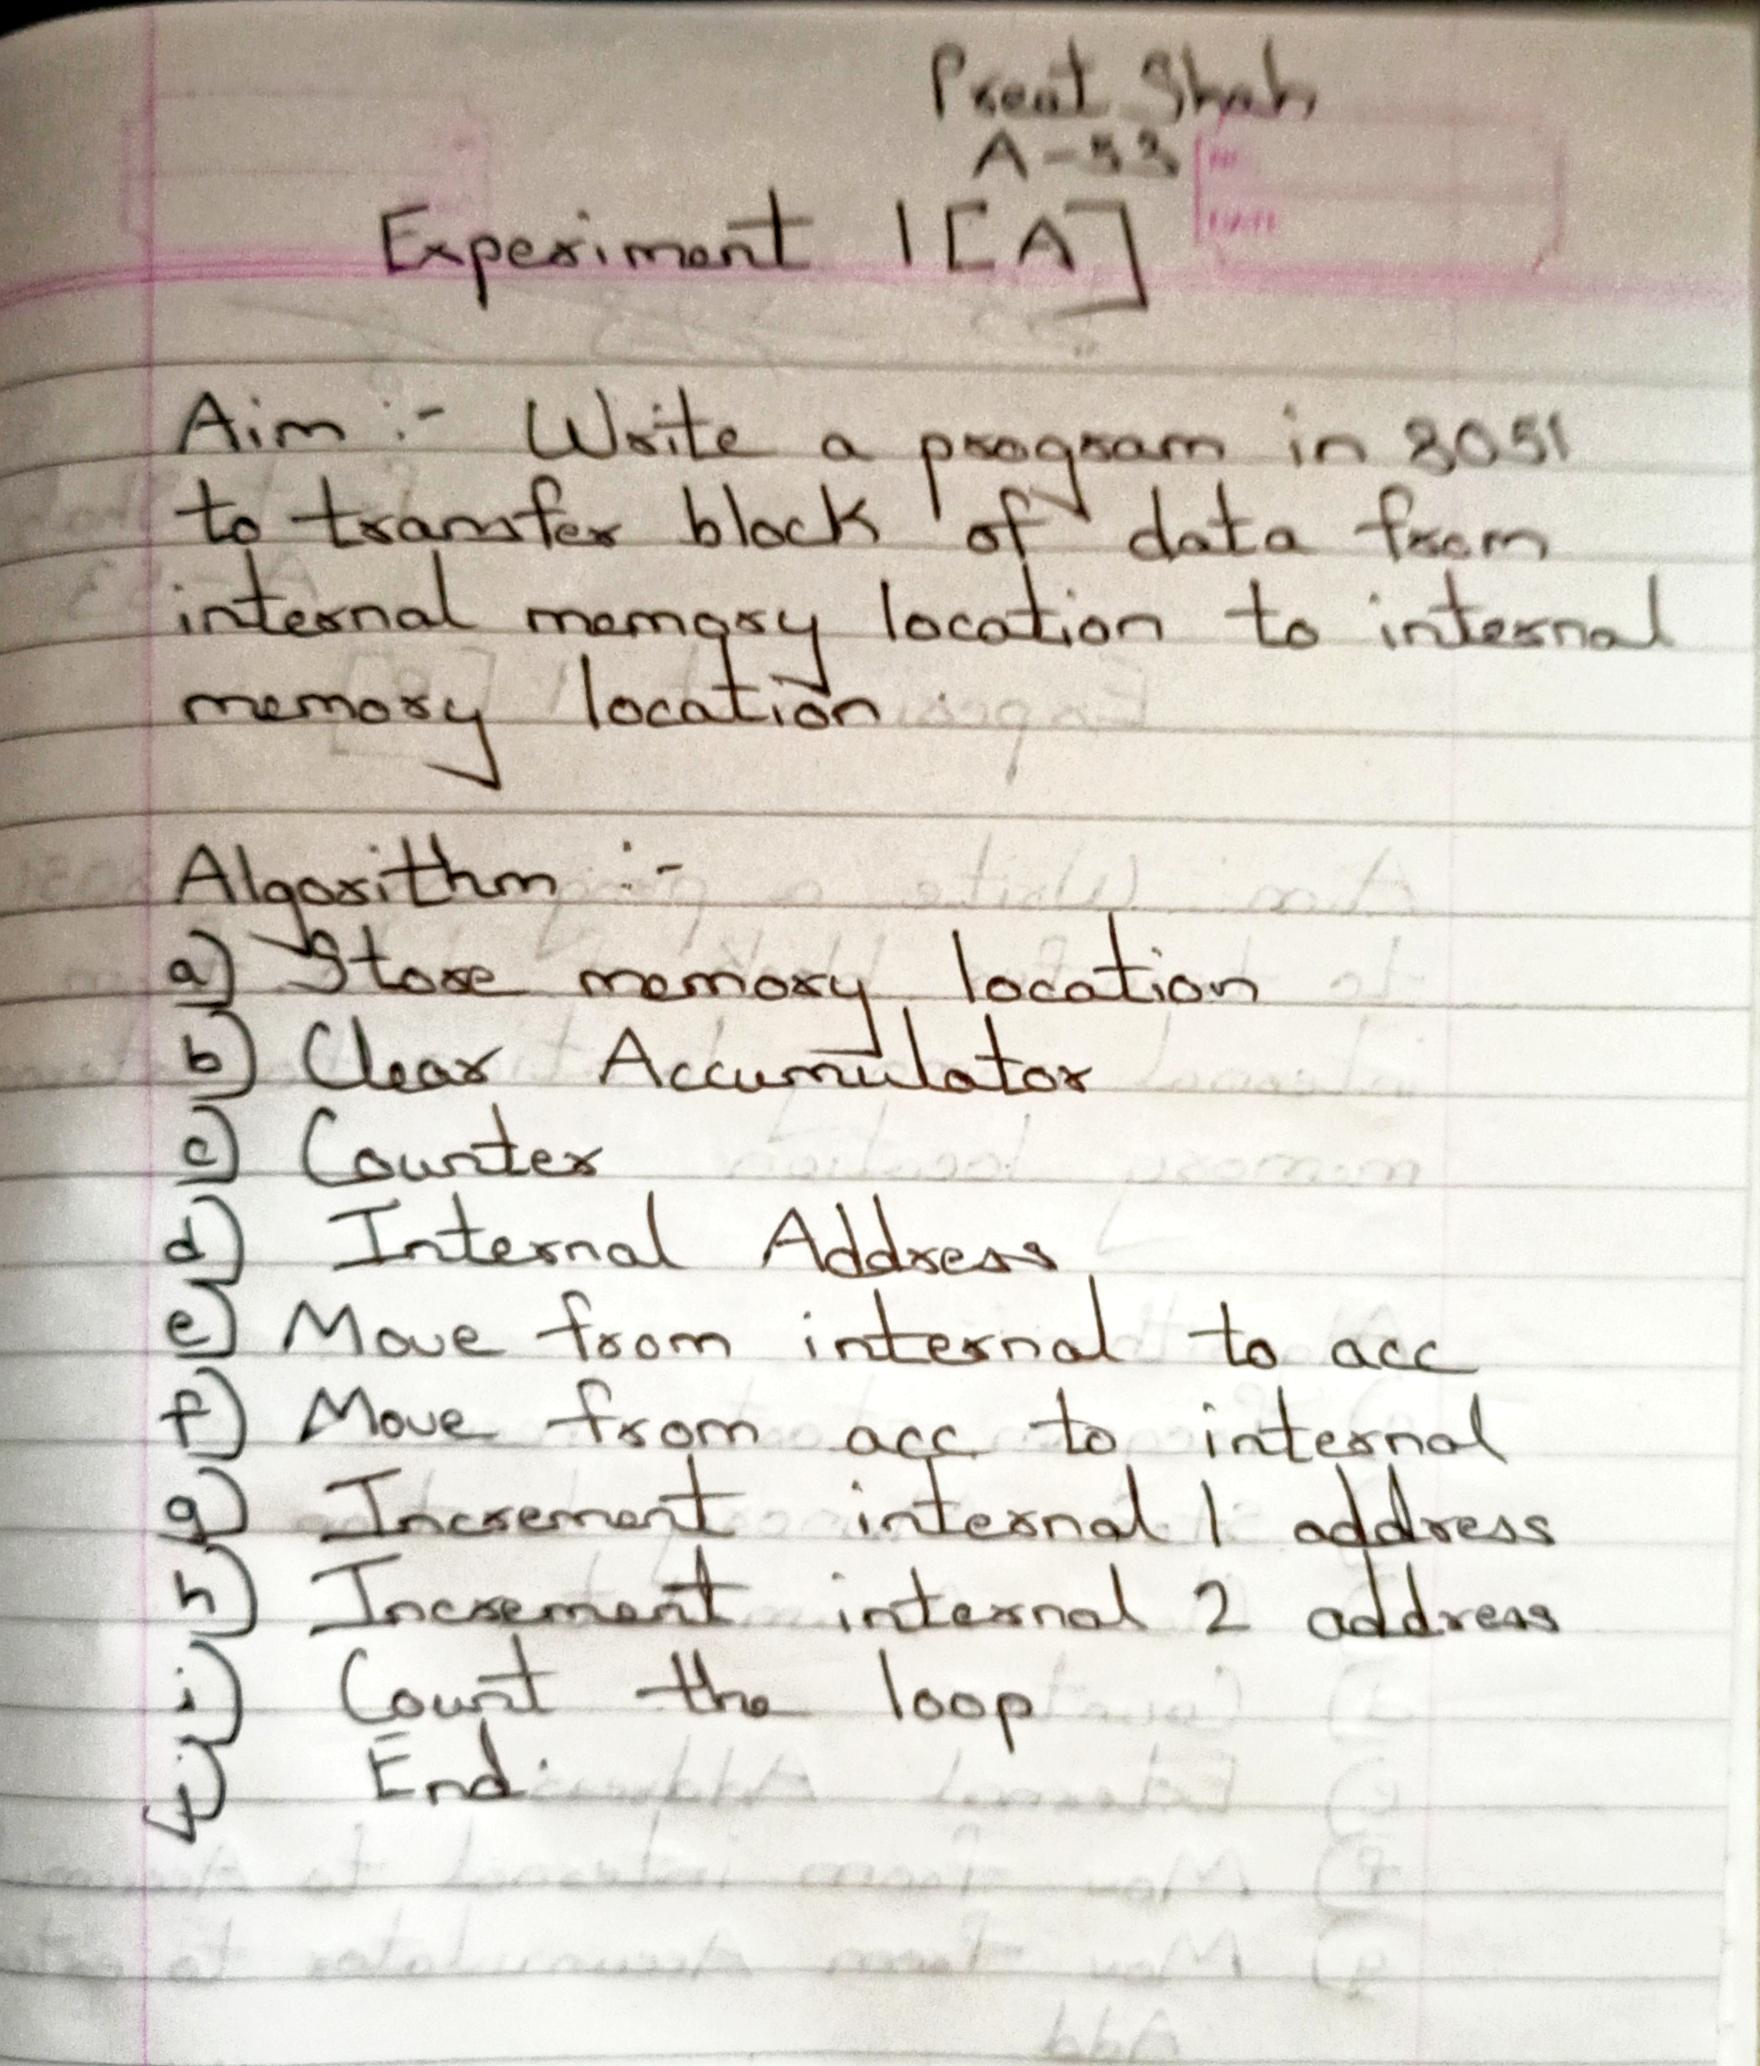 Preet Shah
A-53
Experiment 1[A]
Aim :- Write a program in 8051
to transfer block of data from
internal memory location to internal
memory location
Algorithm :-
a) Store memory location
b) Clear Accumulator
c) Counter
d) Internal Address
e) Move from internal to acc
f) Move from acc to internal
g) Increment internal 1 address
h) Increment internal 2 address
i) Count the loop
j) End.